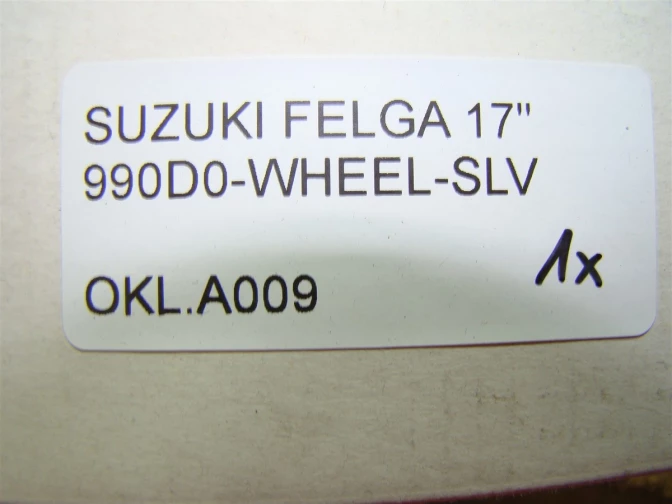 SUZUKI FELGA 17"
990D0-WHEEL-SLV
OKL.A009
1x